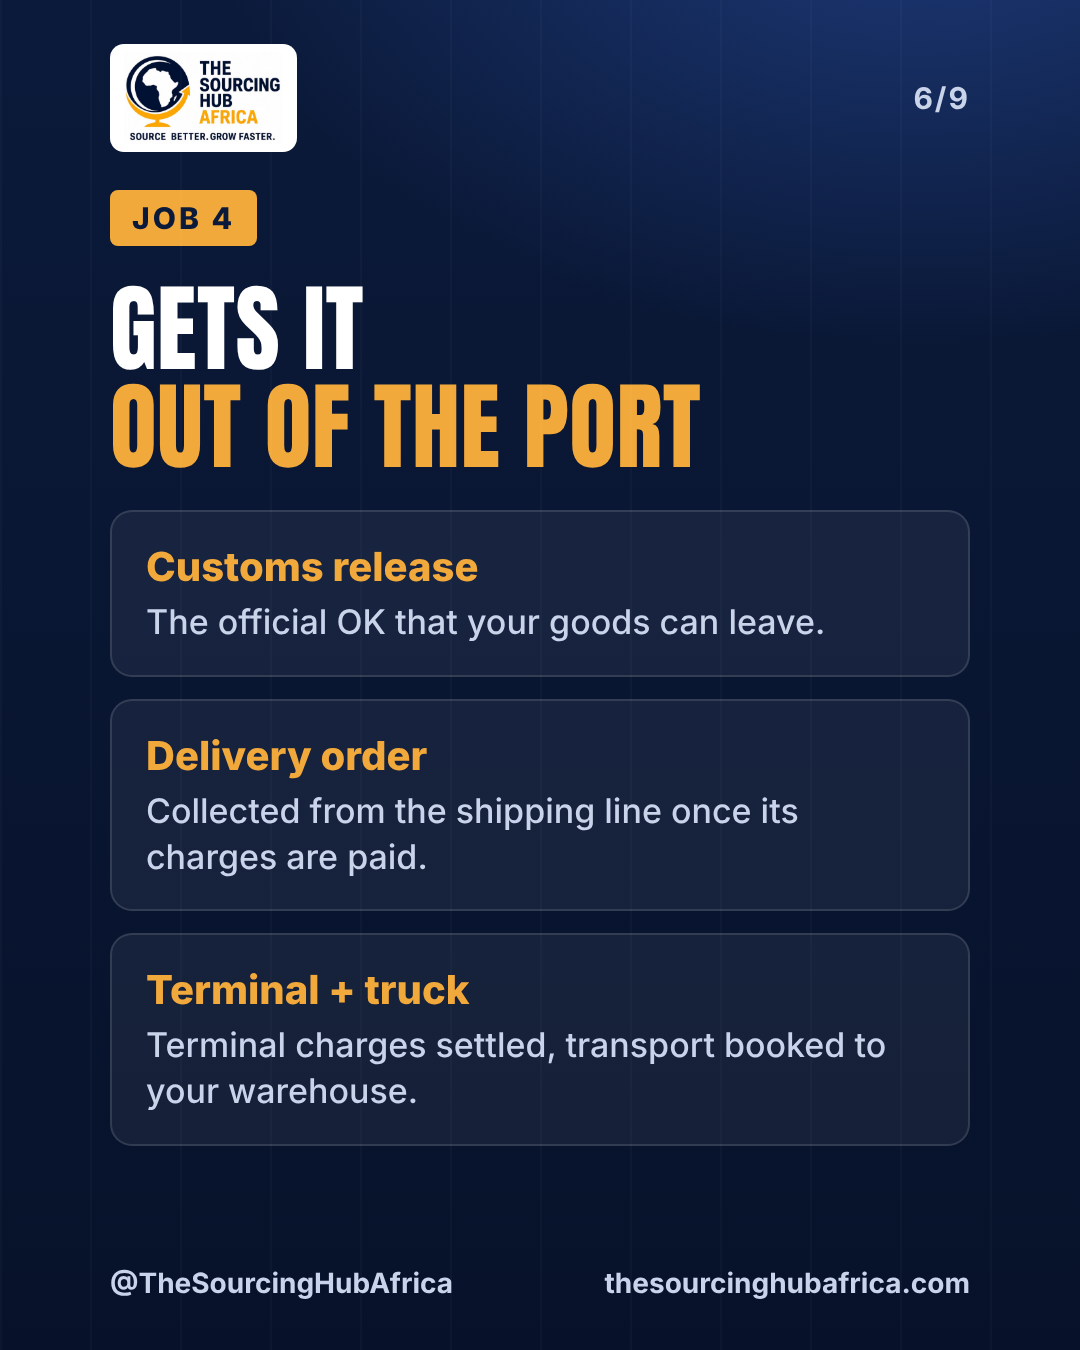 THE
SOURCING
HUB
AFRICA
SOURCE BETTER. GROW FASTER.
6/9
JOB 4
GETS IT
OUT OF THE PORT
Customs release
The official OK that your goods can leave.
Delivery order
Collected from the shipping line once its
charges are paid.
Terminal + truck
Terminal charges settled, transport booked to
your warehouse.
@TheSourcingHubAfrica
thesourcinghubafrica.com